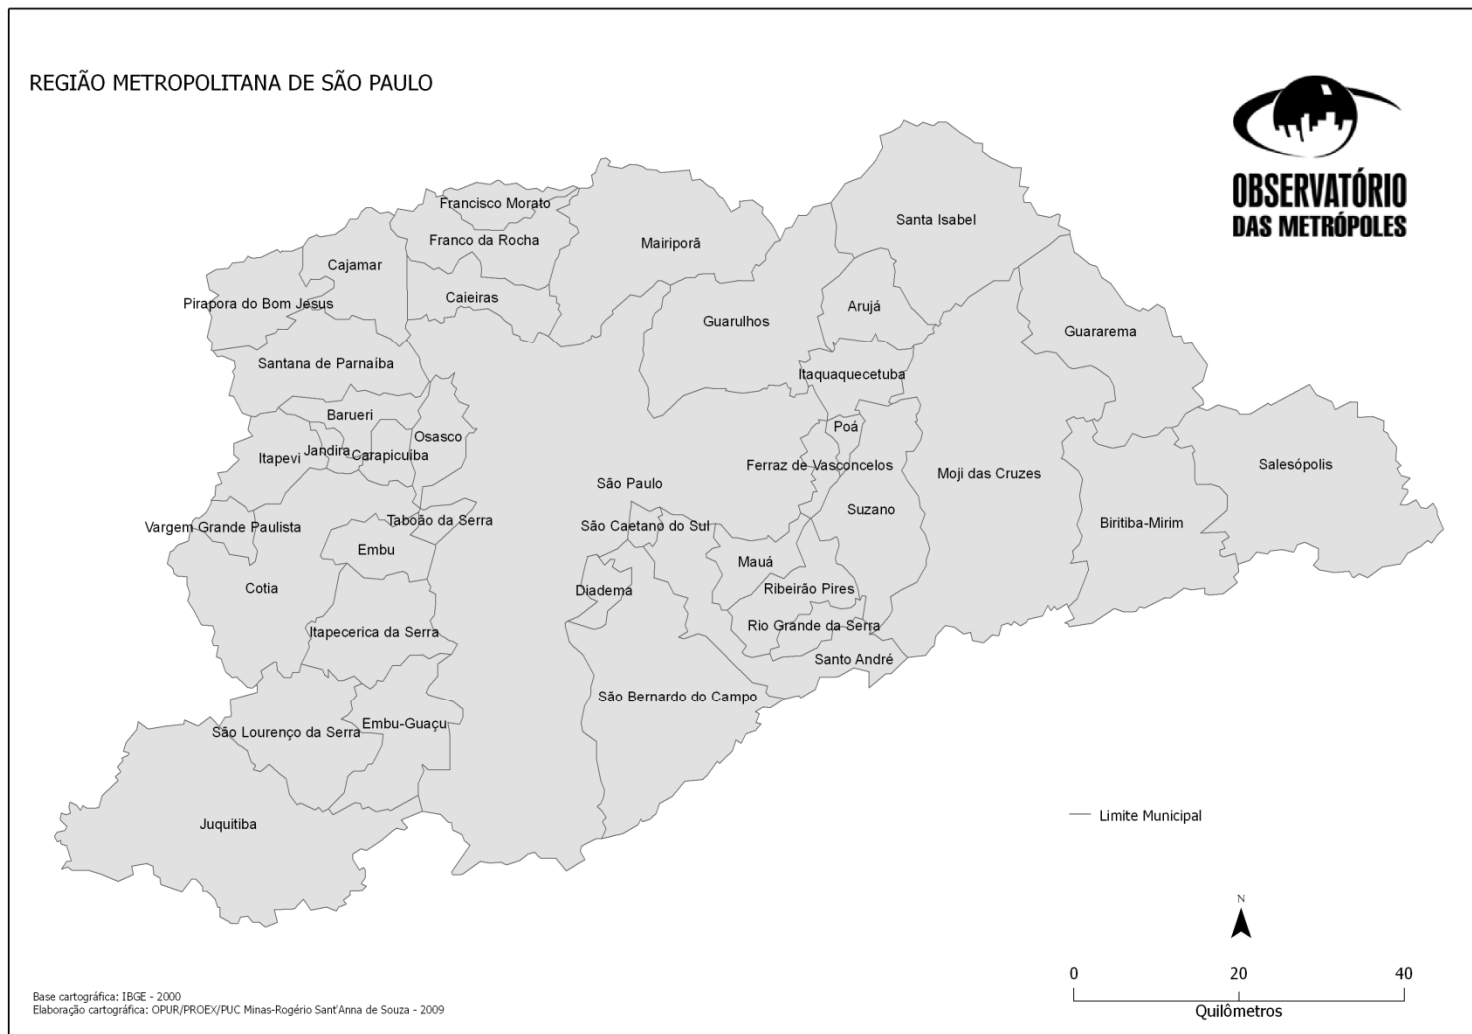 REGIÃO METROPOLITANA DE SÃO PAULO
OBSERVATÓRIO
DAS METRÓPOLES
Francisco Morato
Santa Isabel
Franco da Rocha
Mairiporã
Cajamar
Caieiras
Pirapora do Bom Jesus
Arujá
Guarulhos
Guararema
Santana de Parnaíba
Itaquaquecetuba
Barueri
Poá
Osasco
Jandira
Carapicuiba
Itapevi
Ferraz de Vasconcelos
Salesópolis
Moji das Cruzes
São Paulo
Suzano
Taboão da Serra
Biritiba-Mirim
Vargem Grande Paulista
São Caetano do Sul
Embu
Mauá
Cotia
Diadema
Ribeirão Pires
Rio Grande da Serra
Itapecerica da Serra
Santo André
São Bernardo do Campo
Embu-Guaçu
São Lourenço da Serra
Juquitiba
Limite Municipal
N
0 20 40
Quilômetros
Base cartográfica: IBGE - 2000
Elaboração cartográfica: OPUR/PROEX/PUC Minas-Rogério Sant'Anna de Souza - 2009